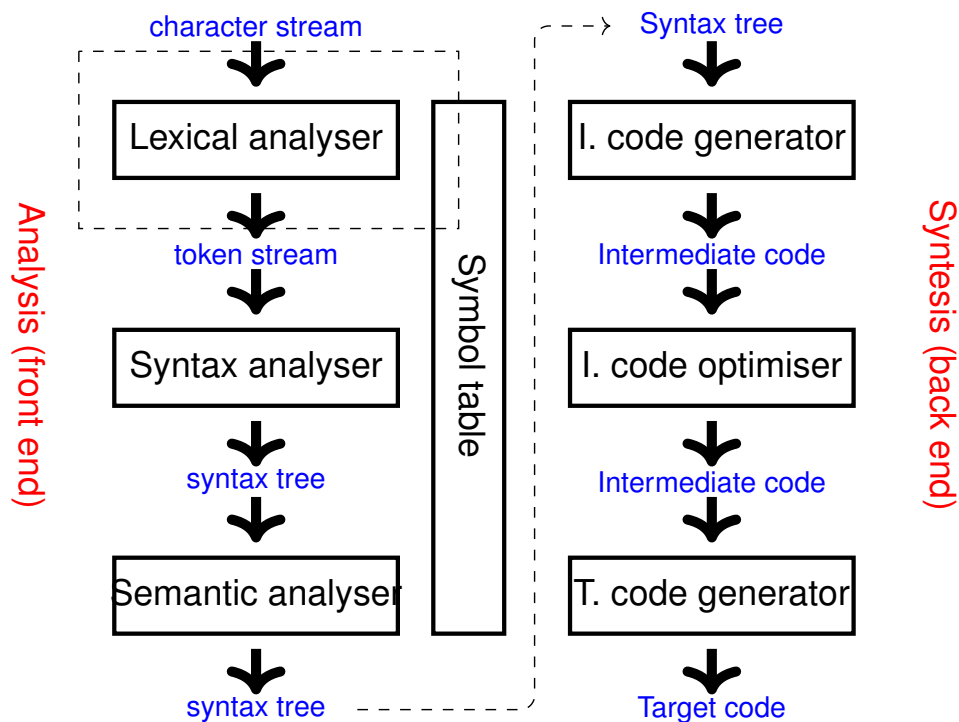 Analysis (front end)
character stream
Lexical analyser
token stream
Syntax analyser
syntax tree
Semantic analyser
syntax tree
Symbol table
Syntax tree
I. code generator
Intermediate code
I. code optimiser
Intermediate code
T. code generator
Target code
Syntesis (back end)